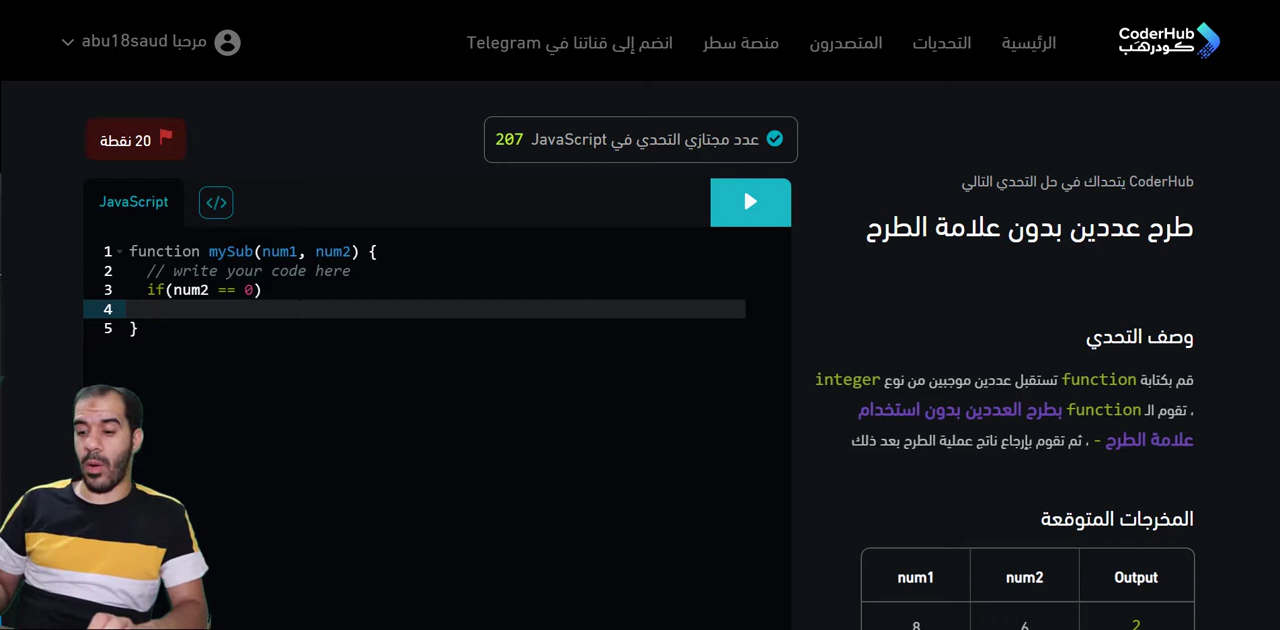 CoderHub
كودرهَب
الرئيسية
التحديات
المتصدرون
منصة سطر
انضم إلى قناتنا في Telegram
مرحبا abu18saud
عدد مجتازي التحدي في JavaScript 207
20 نقطة
CoderHub يتحداك في حل التحدي التالي
طرح عددين بدون علامة الطرح
وصف التحدي
قم بكتابة function تستقبل عددين موجبين من نوع integer
، تقوم الـ function بطرح العددين بدون استخدام
علامة الطرح - ، ثم تقوم بإرجاع ناتج عملية الطرح بعد ذلك
المخرجات المتوقعة
num1 num2 Output
8 6 2
JavaScript </>
1 function mySub(num1, num2) {
2 // write your code here
3 if(num2 == 0)
4
5 }